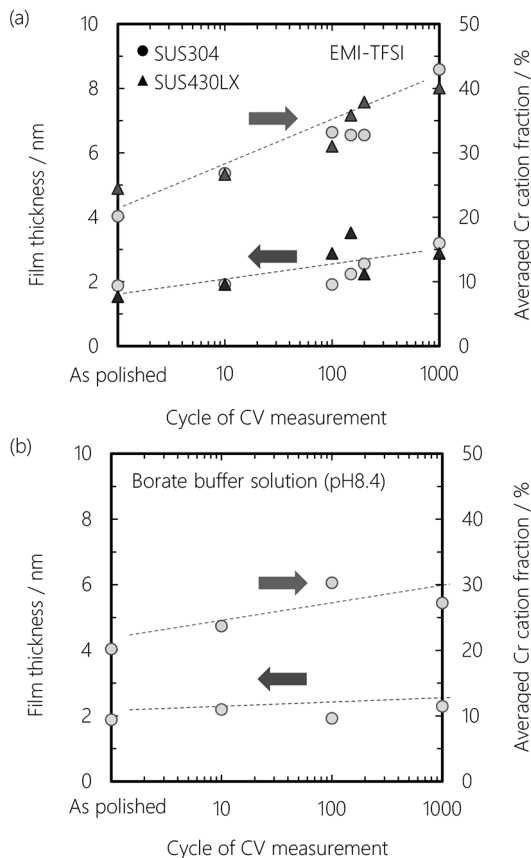 (a)
10
50
SUS304
EMI-TFSI
SUS430LX
8
40
6
30
4
20
2
10
0
0
Film thickness / nm
Averaged Cr cation fraction / %
As polished
10
100
1000
Cycle of CV measurement
(b)
10
50
Borate buffer solution (pH8.4)
8
40
6
30
4
20
2
10
0
0
Film thickness / nm
Averaged Cr cation fraction / %
As polished
10
100
1000
Cycle of CV measurement